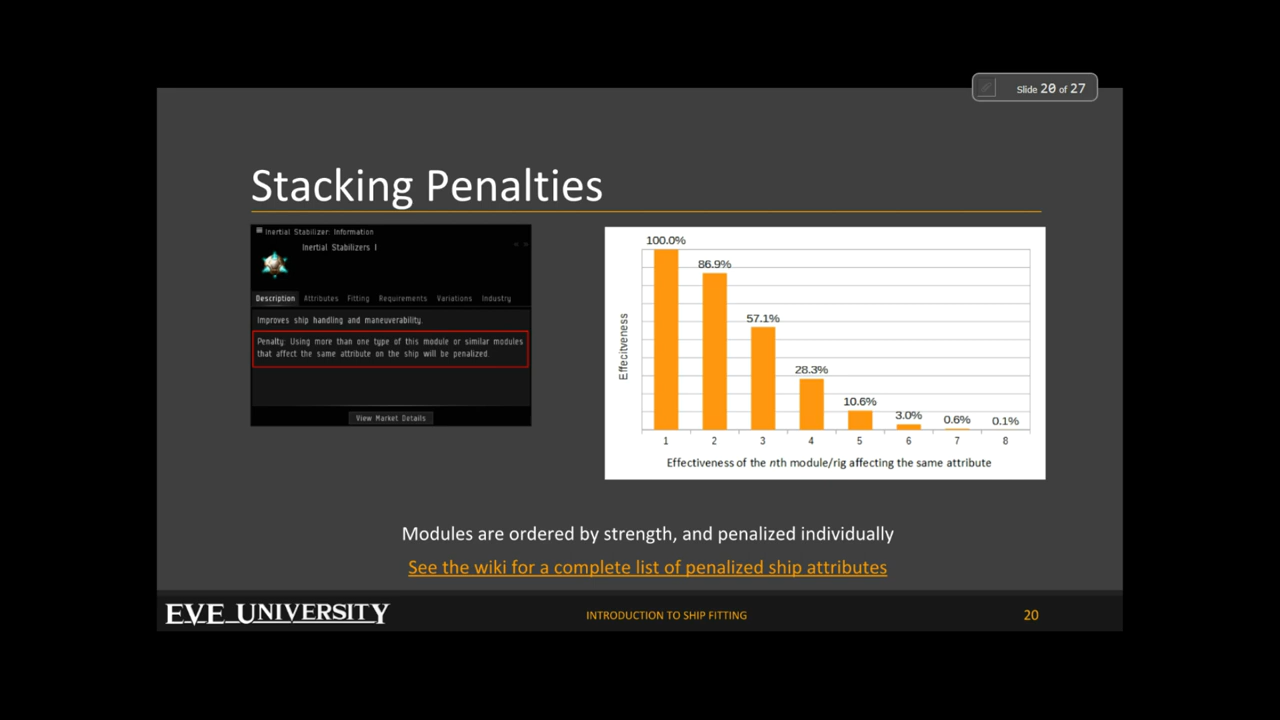 Slide 20 of 27
Stacking Penalties
Inertial Stabilizer: Information
Inertial Stabilizers I
Description Attributes Fitting Requirements Variations Industry
Improves ship handling and maneuverability.
Penalty: Using more than one type of this module or similar modules
that affect the same attribute on the ship will be penalized.
View Market Details
100.0%
86.9%
57.1%
28.3%
10.6%
3.0%
0.6%
0.1%
Effecitveness
1 2 3 4 5 6 7 8
Effectiveness of the nth module/rig affecting the same attribute
Modules are ordered by strength, and penalized individually
See the wiki for a complete list of penalized ship attributes
EVE UNIVERSITY
INTRODUCTION TO SHIP FITTING
20